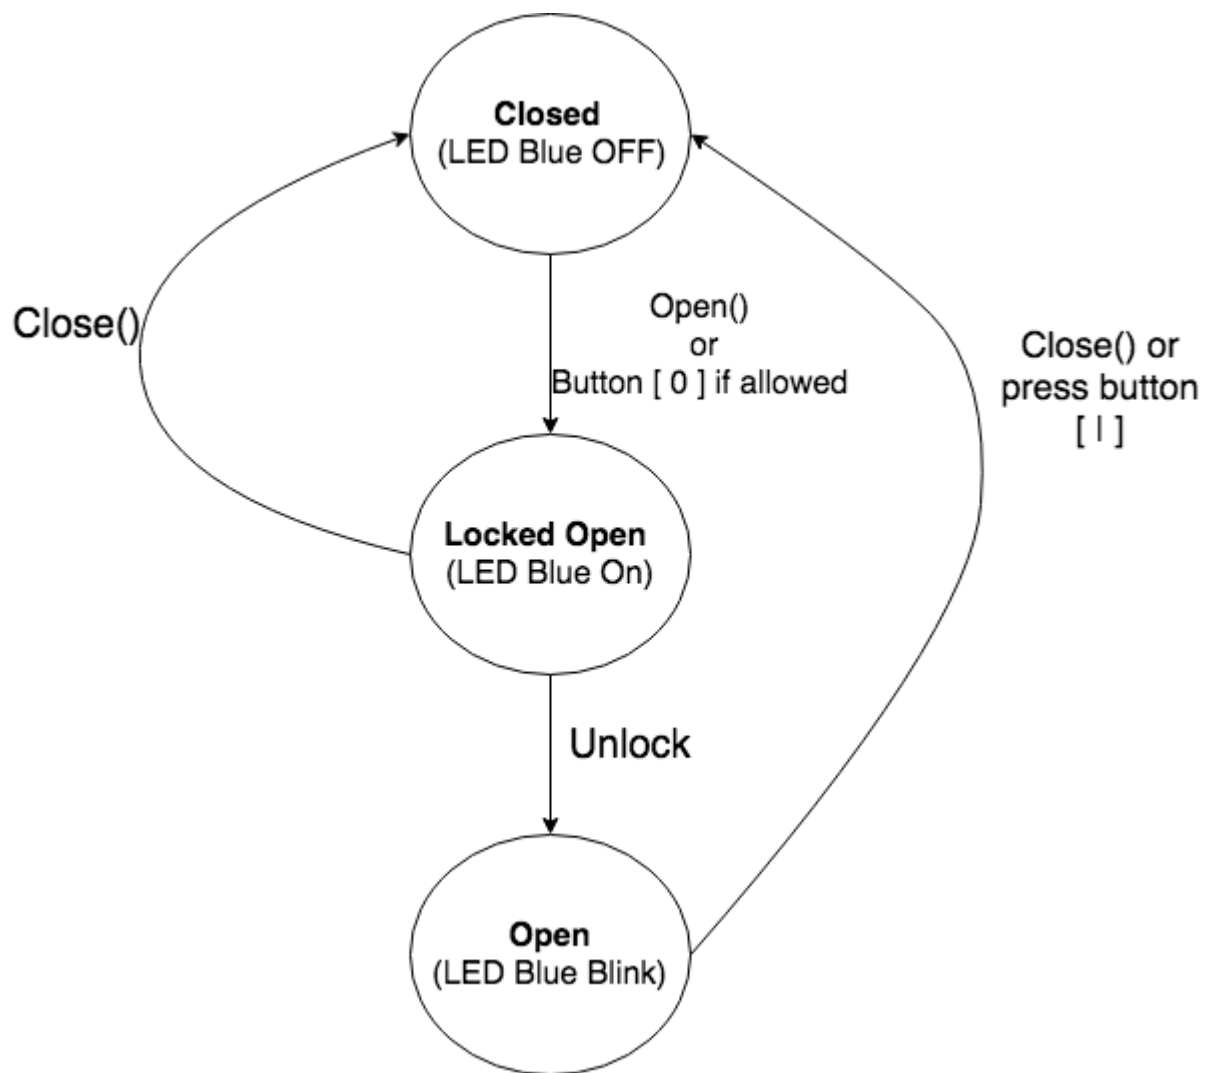 Closed
(LED Blue OFF)
Close()
Open()
or
Button [ 0 ] if allowed
Close() or
press button
[ | ]
Locked Open
(LED Blue On)
Unlock
Open
(LED Blue Blink)